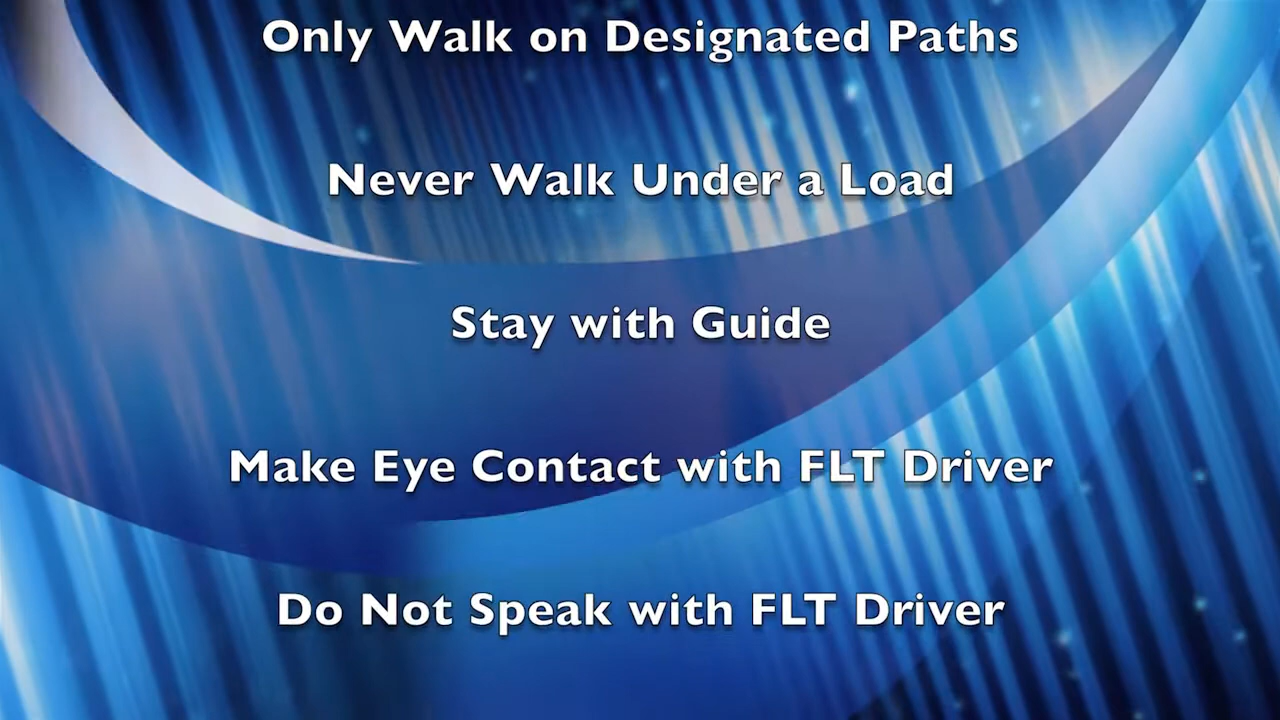 Only Walk on Designated Paths
Never Walk Under a Load
Stay with Guide
Make Eye Contact with FLT Driver
Do Not Speak with FLT Driver